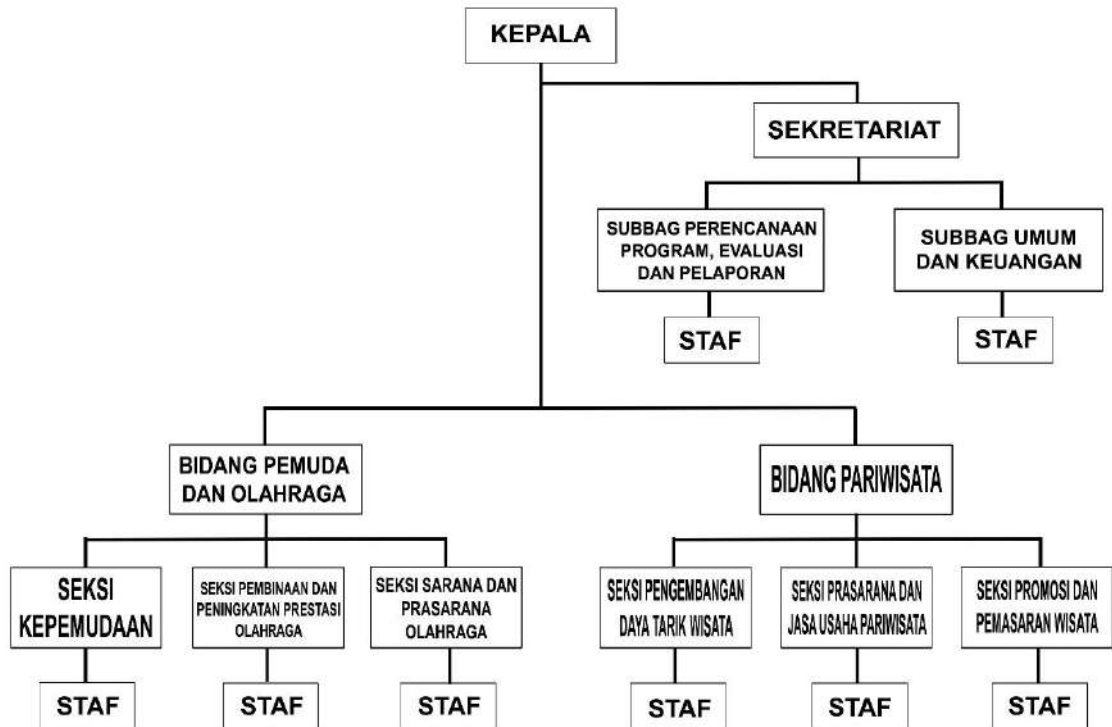 KEPALA
SEKRETARIAT
SUBBAG PERENCANAAN
PROGRAM, EVALUASI
DAN PELAPORAN
SUBBAG UMUM
DAN KEUANGAN
STAF
STAF
BIDANG PEMUDA
DAN OLAHRAGA
BIDANG PARIWISATA
SEKSI
KEPEMUDAAN
SEKSI PEMBINAAN DAN
PENINGKATAN PRESTASI
OLAHRAGA
SEKSI SARANA DAN
PRASARANA
OLAHRAGA
SEKSI PENGEMBANGAN
DAYA TARIK WISATA
SEKSI PRASARANA DAN
JASA USAHA PARIWISATA
SEKSI PROMOSI DAN
PEMASARAN WISATA
STAF
STAF
STAF
STAF
STAF
STAF